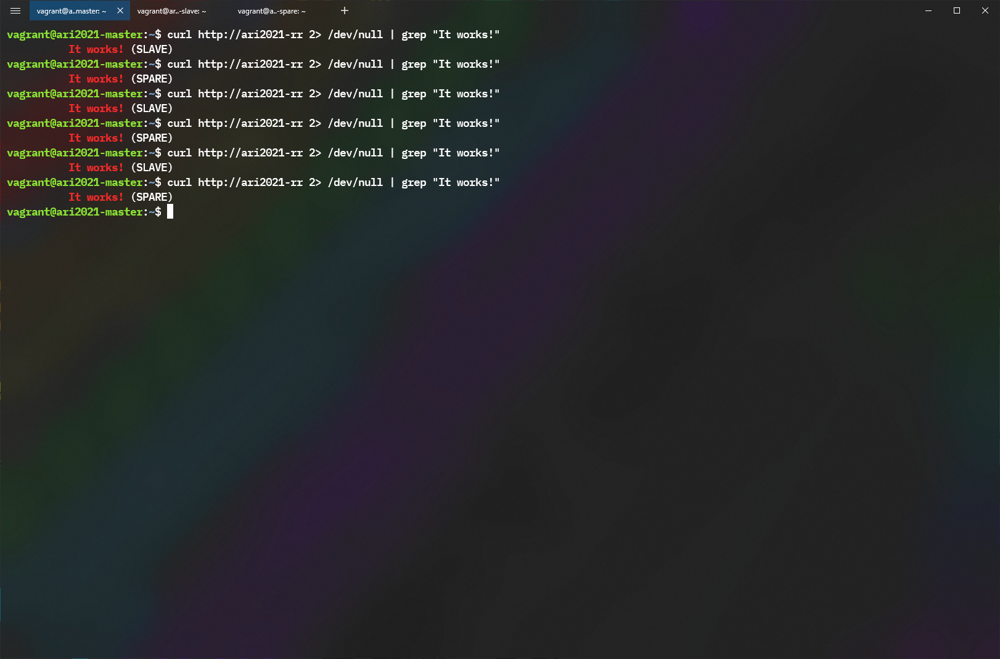 vagrant@a..master: ~ vagrant@ar..-slave: ~ vagrant@a..-spare: ~
vagrant@ari2021-master:~$ curl http://ari2021-rr 2> /dev/null | grep "It works!"
It works! (SLAVE)
vagrant@ari2021-master:~$ curl http://ari2021-rr 2> /dev/null | grep "It works!"
It works! (SPARE)
vagrant@ari2021-master:~$ curl http://ari2021-rr 2> /dev/null | grep "It works!"
It works! (SLAVE)
vagrant@ari2021-master:~$ curl http://ari2021-rr 2> /dev/null | grep "It works!"
It works! (SPARE)
vagrant@ari2021-master:~$ curl http://ari2021-rr 2> /dev/null | grep "It works!"
It works! (SLAVE)
vagrant@ari2021-master:~$ curl http://ari2021-rr 2> /dev/null | grep "It works!"
It works! (SPARE)
vagrant@ari2021-master:~$